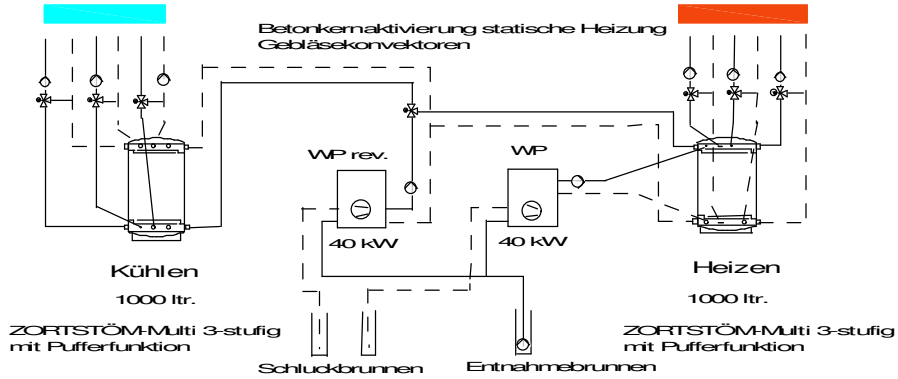 Betonkernaktivierung statische Heizung
Gebläsekonvektoren
WP rev.
WP
40 kW
40 kW
Kühlen
Heizen
1000 ltr.
1000 ltr.
ZORTSTÖM-Multi 3-stufig
mit Pufferfunktion
ZORTSTÖM-Multi 3-stufig
mit Pufferfunktion
Schluckbrunnen
Entnahmebrunnen